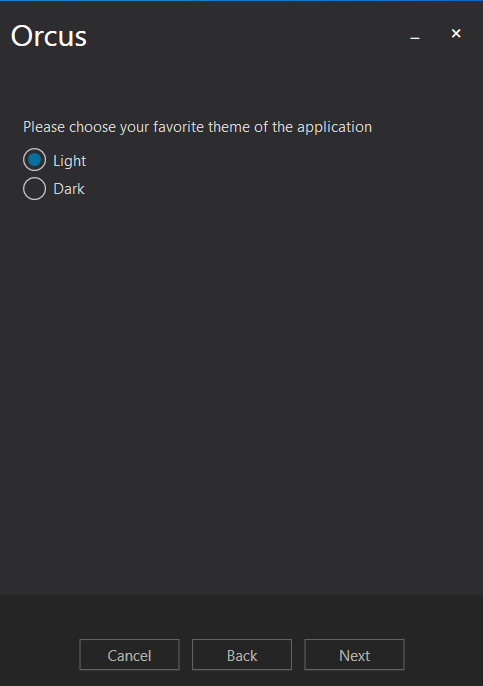 Orcus
Please choose your favorite theme of the application
Light
Dark
Cancel Back Next